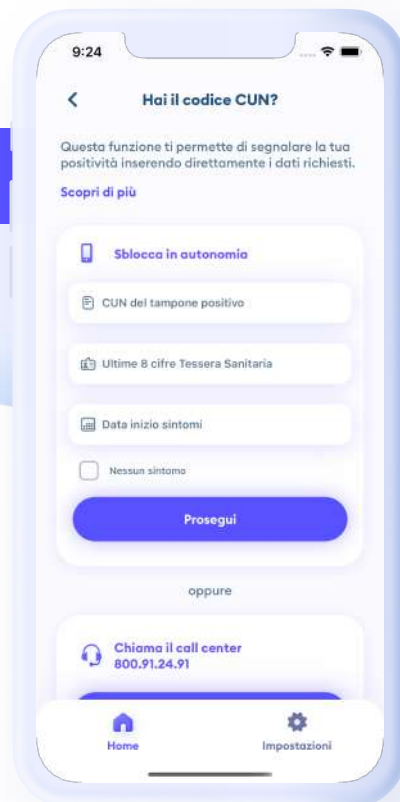 9:24
Hai il codice CUN?
Questa funzione ti permette di segnalare la tua
positività inserendo direttamente i dati richiesti.
Scopri di più
Sblocca in autonomia
CUN del tampone positivo
Ultime 8 cifre Tessera Sanitaria
Data inizio sintomi
Nessun sintomo
Prosegui
oppure
Chiama il call center
800.91.24.91
Home
Impostazioni